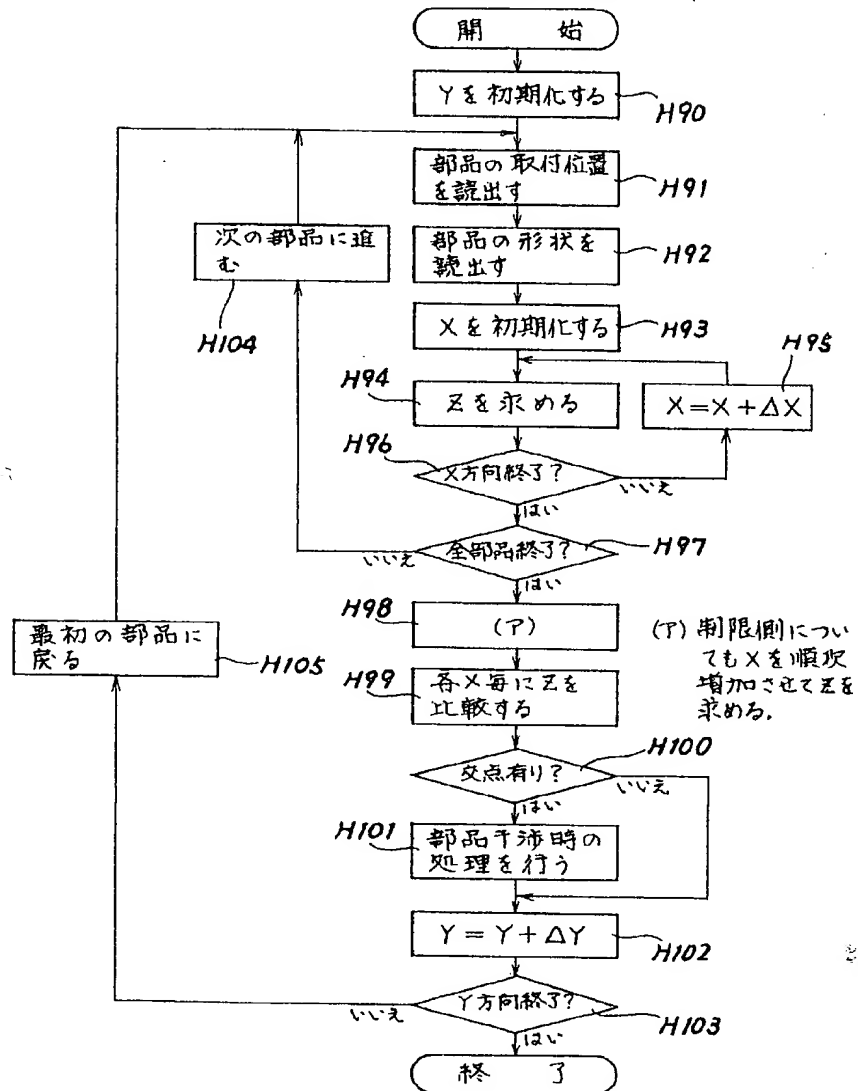 開 始
Yを初期化する
H90
部品の取付位置
を読出す
H91
次の部品に進
む
H104
部品の形状を
読出す
H92
Xを初期化する
H93
H95
H94
Zを求める
X=X+ΔX
H96
X方向終了?
いいえ
はい
全部品終了?
H97
いいえ
はい
H98
(ア)
(ア) 制限側につい
てもXを順次
増加させてZを
求める.
最初の部品に
戻る
H105
H99
各X毎にZを
比較する
H100
交点有り?
いいえ
はい
H101
部品干渉時の
処理を行う
Y=Y+ΔY
H102
Y方向終了?
いいえ
H103
はい
終 了